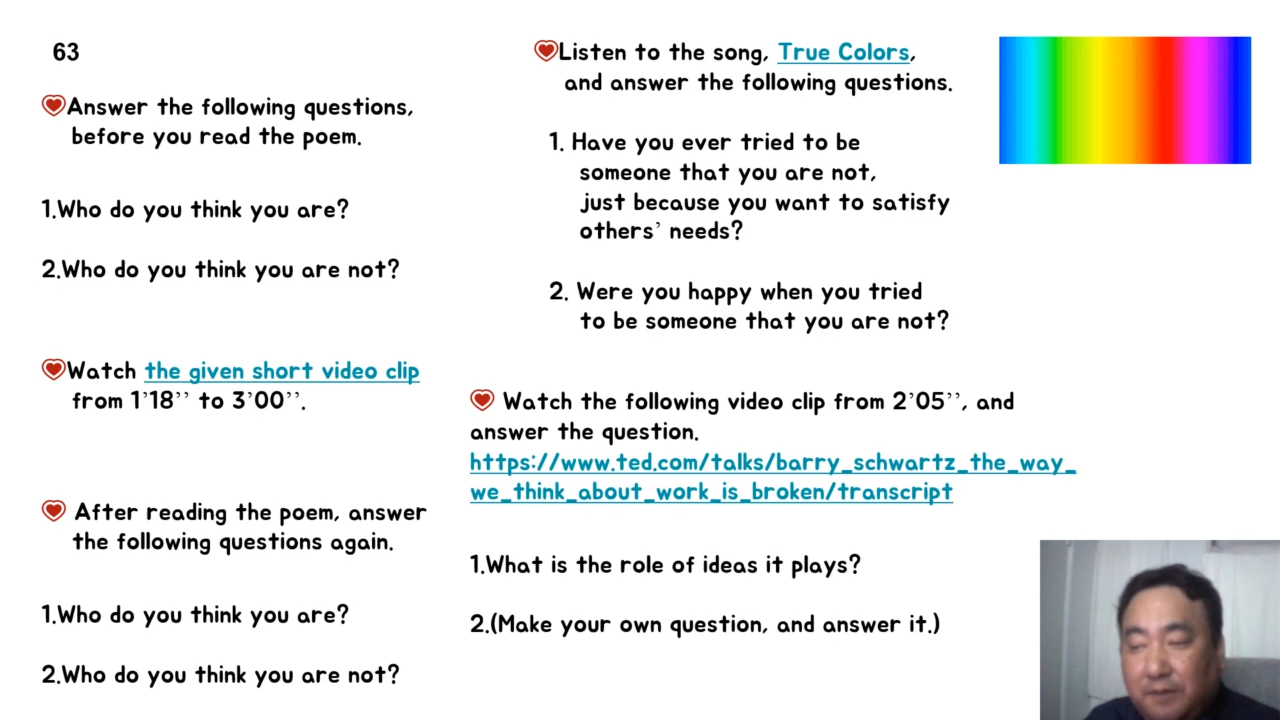 63
Answer the following questions,
before you read the poem.
1.Who do you think you are?
2.Who do you think you are not?
Watch the given short video clip
from 1’18’’ to 3’00’’.
After reading the poem, answer
the following questions again.
1.Who do you think you are?
2.Who do you think you are not?
Listen to the song, True Colors,
and answer the following questions.
1. Have you ever tried to be
someone that you are not,
just because you want to satisfy
others’ needs?
2. Were you happy when you tried
to be someone that you are not?
Watch the following video clip from 2’05’’, and
answer the question.
https://www.ted.com/talks/barry_schwartz_the_way_
we_think_about_work_is_broken/transcript
1.What is the role of ideas it plays?
2.(Make your own question, and answer it.)